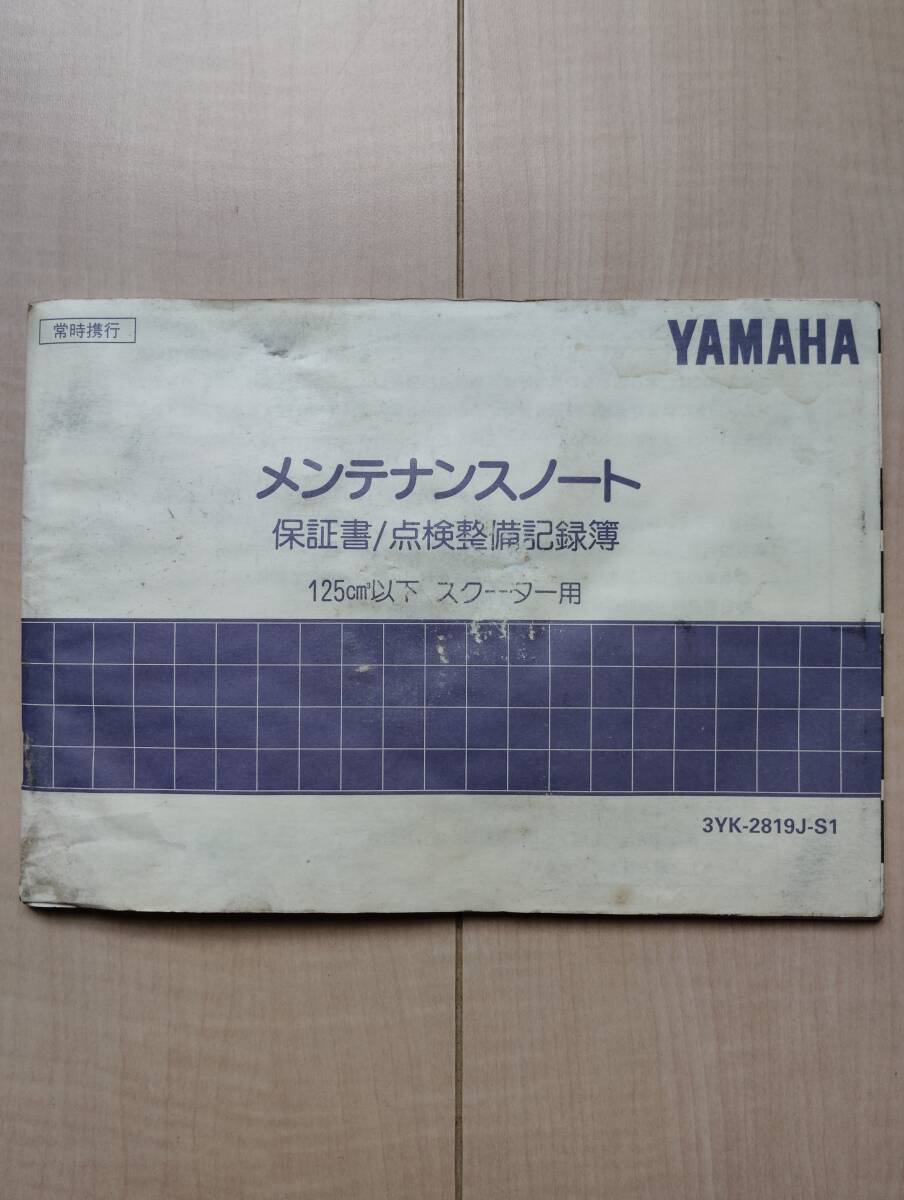 常時携行
YAMAHA
メンテナンスノート
保証書/点検整備記録簿
125cm³以下 スクーター用
3YK-2819J-S1